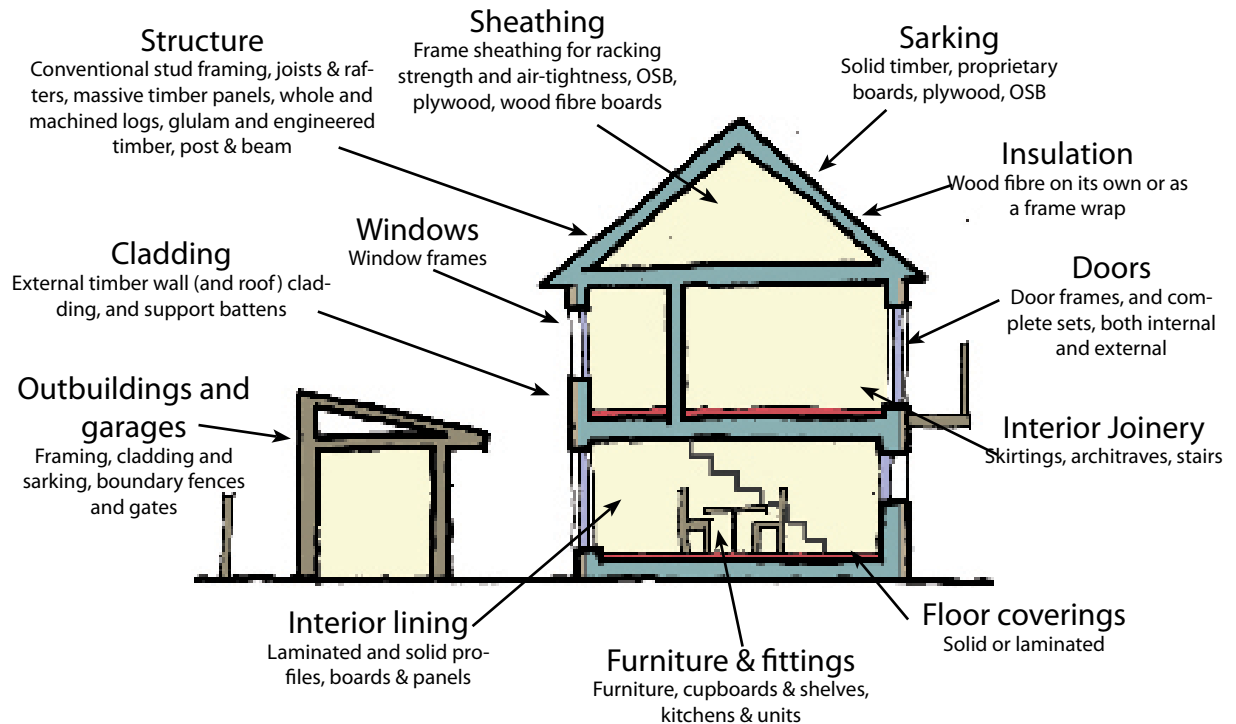 Structure
Conventional stud framing, joists & raf-
ters, massive timber panels, whole and
machined logs, glulam and engineered
timber, post & beam
Sheathing
Frame sheathing for racking
strength and air-tightness, OSB,
plywood, wood fibre boards
Sarking
Solid timber, proprietary
boards, plywood, OSB
Insulation
Wood fibre on its own or as
a frame wrap
Windows
Window frames
Cladding
External timber wall (and roof) clad-
ding, and support battens
Doors
Door frames, and com-
plete sets, both internal
and external
Outbuildings and
garages
Framing, cladding and
sarking, boundary fences
and gates
Interior Joinery
Skirtings, architraves, stairs
Interior lining
Laminated and solid pro-
files, boards & panels
Furniture & fittings
Furniture, cupboards & shelves,
kitchens & units
Floor coverings
Solid or laminated